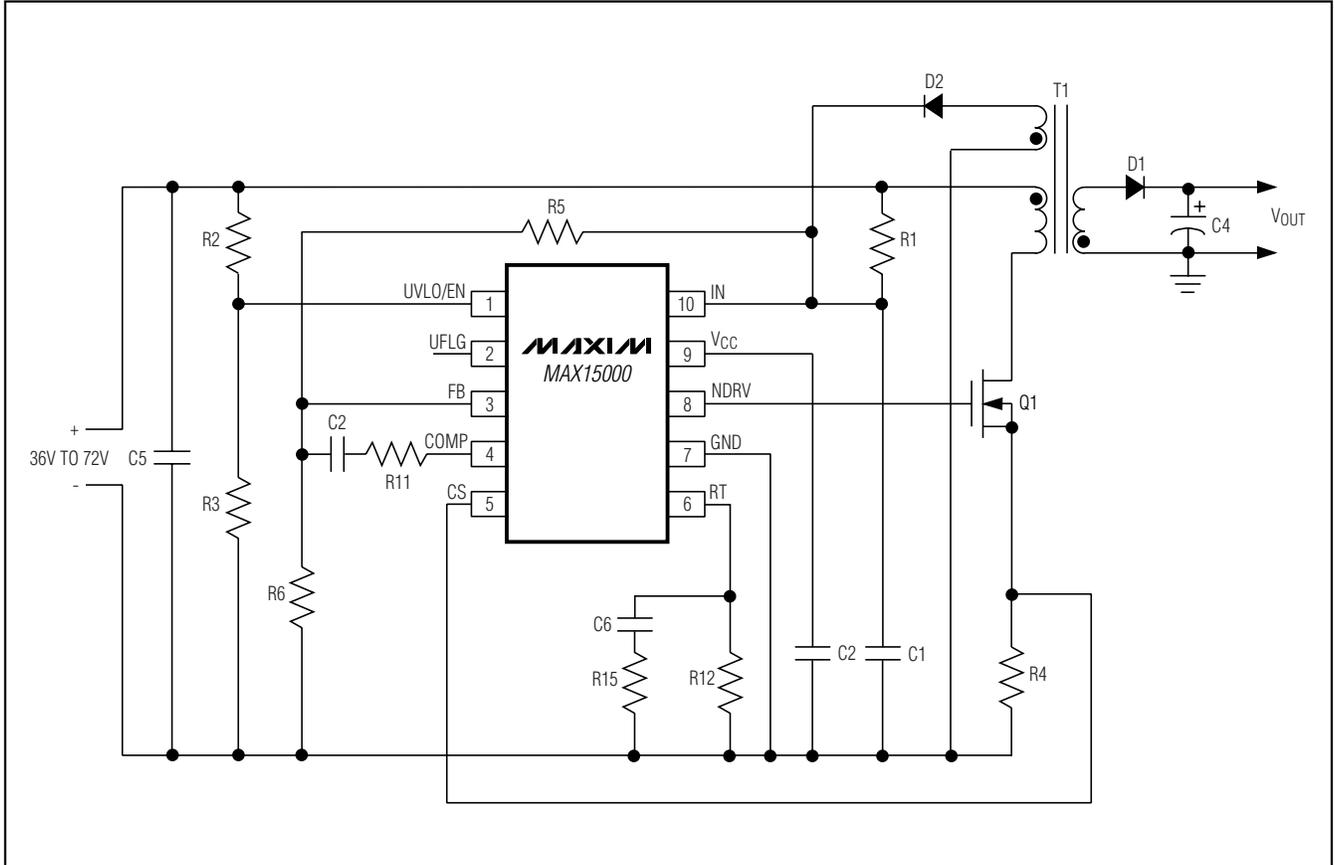 D2
T1
D1
R5
R2
R1
+
C4
VOUT
UVLO/EN
1
10
IN
UFLG
2
MAXIM
MAX15000
9
VCC
FB
3
8
NDRV
Q1
C2
COMP
4
7
GND
+
36V TO 72V
-
C5
R11
CS
5
6
RT
R3
R6
C6
R15
R12
C2
C1
R4